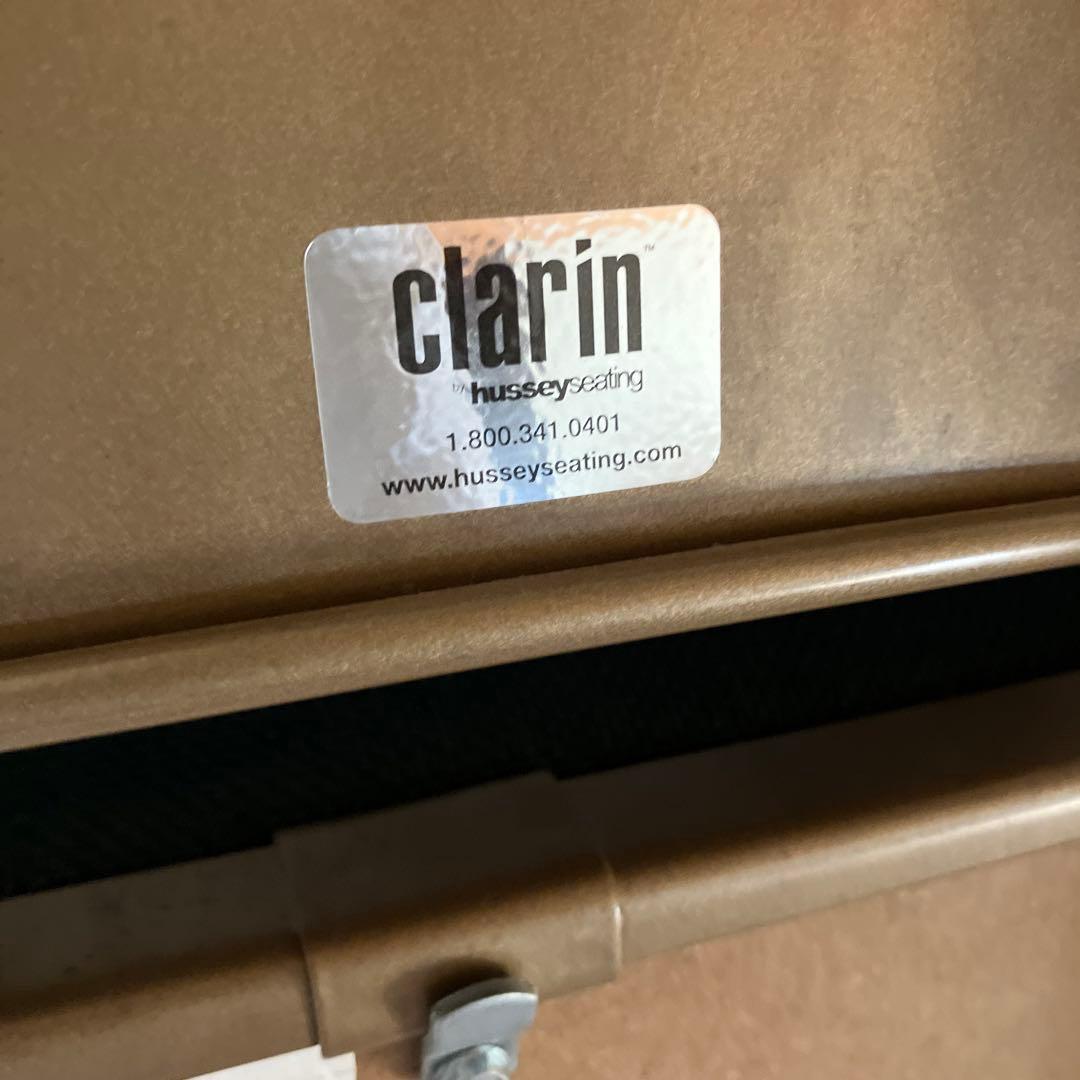 clarin™
by husseyseating
1.800.341.0401
www.husseyseating.com